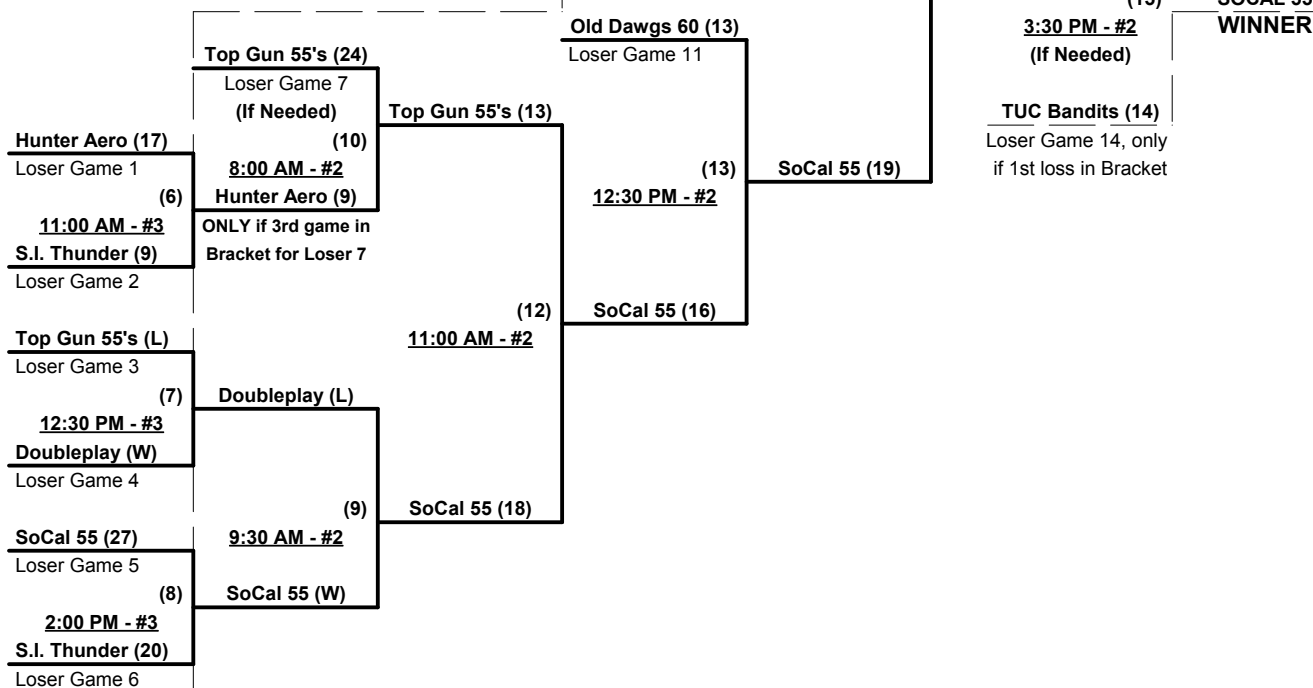 (15)
SOCAL 55
3:30 PM - #2
WINNER
(If Needed)
TUC Bandits (14)
Loser Game 14, only
if 1st loss in Bracket
Old Dawgs 60 (13)
Loser Game 11
(13)
12:30 PM - #2
SoCal 55 (19)
Top Gun 55's (24)
Loser Game 7
(If Needed)
(10)
8:00 AM - #2
Hunter Aero (9)
ONLY if 3rd game in
Bracket for Loser 7
Top Gun 55's (13)
(12)
11:00 AM - #2
SoCal 55 (16)
Hunter Aero (17)
Loser Game 1
(6)
11:00 AM - #3
S.I. Thunder (9)
Loser Game 2
Top Gun 55's (L)
Loser Game 3
(7)
12:30 PM - #3
Doubleplay (W)
Loser Game 4
Doubleplay (L)
(9)
9:30 AM - #2
SoCal 55 (18)
SoCal 55 (W)
SoCal 55 (27)
Loser Game 5
(8)
2:00 PM - #3
S.I. Thunder (20)
Loser Game 6